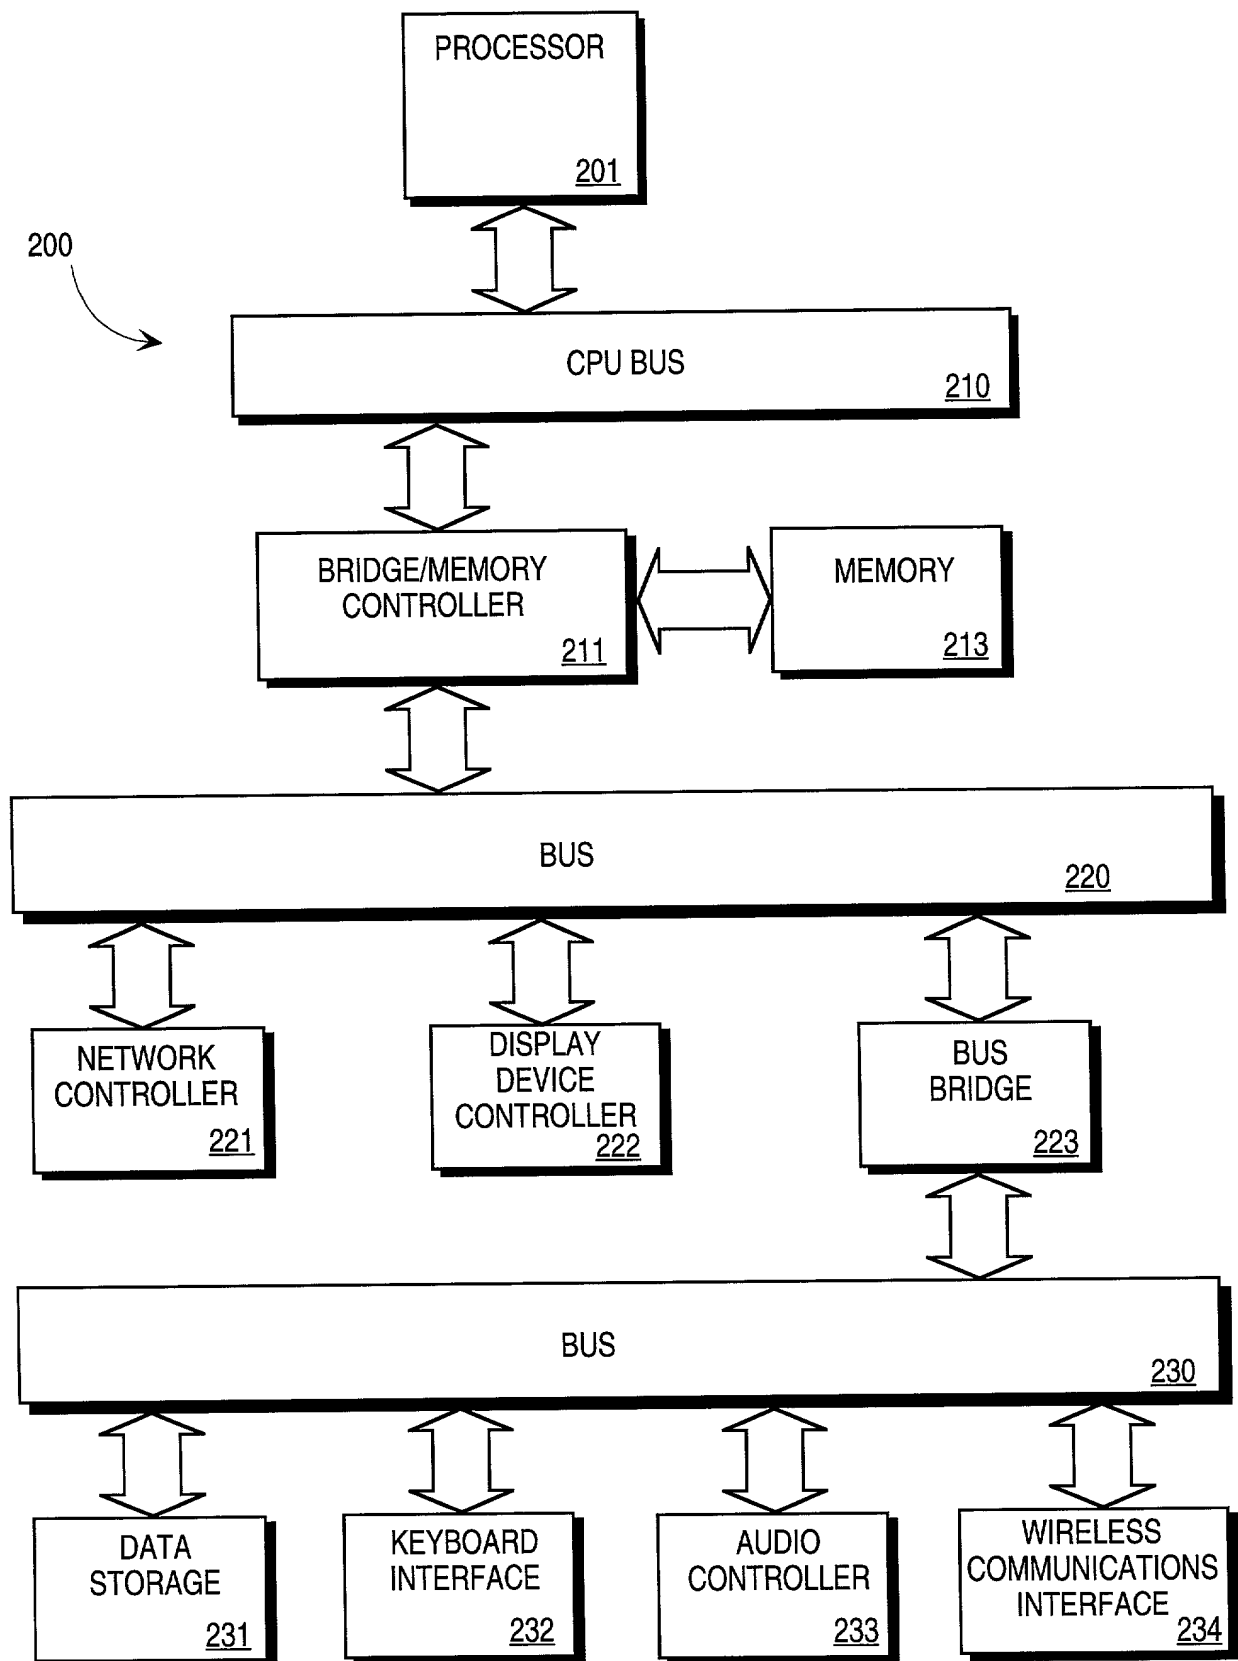 PROCESSOR
201
200
CPU BUS
210
BRIDGE/MEMORY
CONTROLLER
211
MEMORY
213
BUS
220
NETWORK
CONTROLLER
221
DISPLAY
DEVICE
CONTROLLER
222
BUS
BRIDGE
223
BUS
230
DATA
STORAGE
231
KEYBOARD
INTERFACE
232
AUDIO
CONTROLLER
233
WIRELESS
COMMUNICATIONS
INTERFACE
234